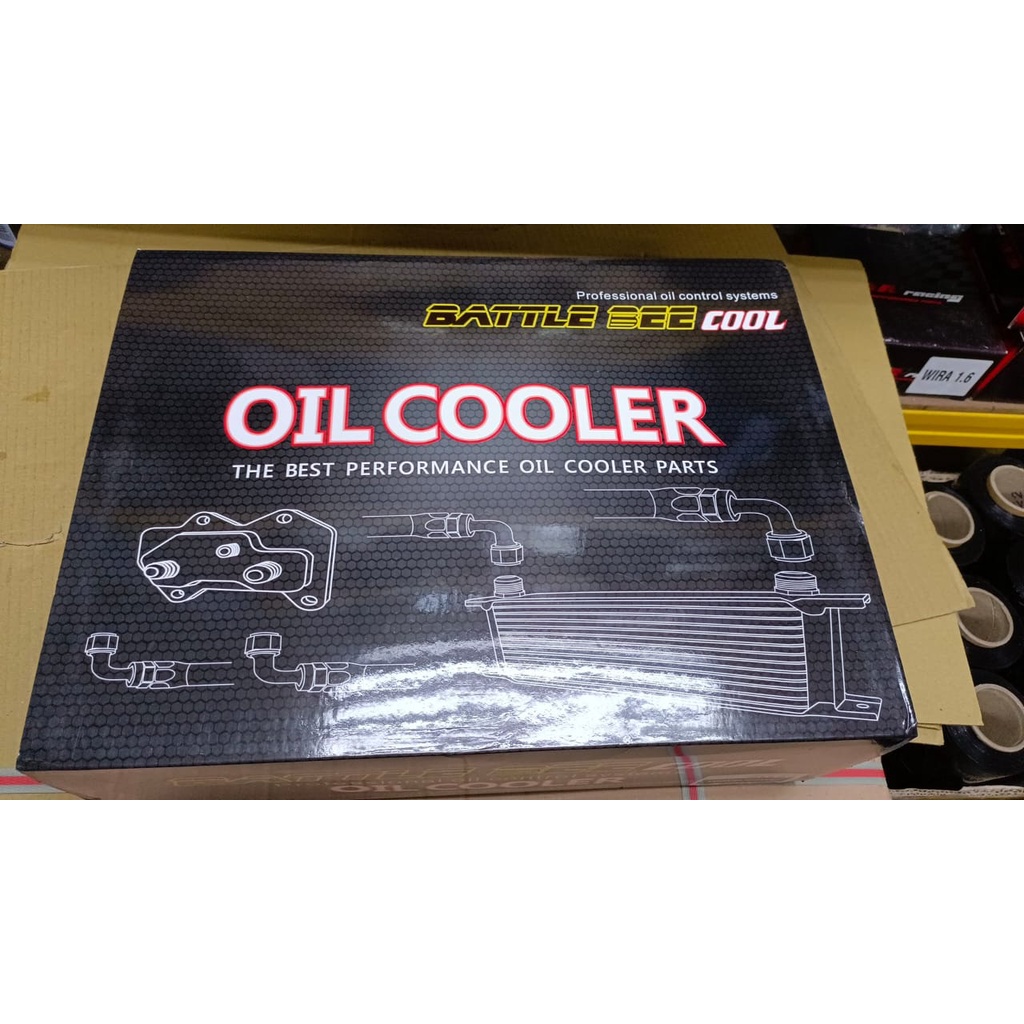 Professional oil control systems
BATTLE BEE COOL
OIL COOLER
THE BEST PERFORMANCE OIL COOLER PARTS
racing
WIRA 1.6
OIL COOLER